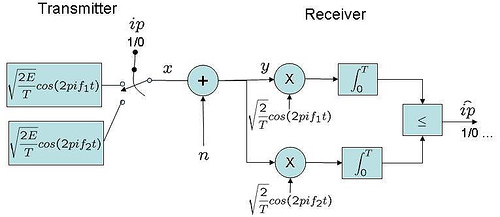 Transmitter
Receiver
ip
1/0
√(2E/T) cos(2pif₁t)
x
+
y
X
∫₀ᵀ
√(2/T) cos(2pif₁t)
≤
îp
1/0 ...
√(2E/T) cos(2pif₂t)
n
X
∫₀ᵀ
√(2/T) cos(2pif₂t)